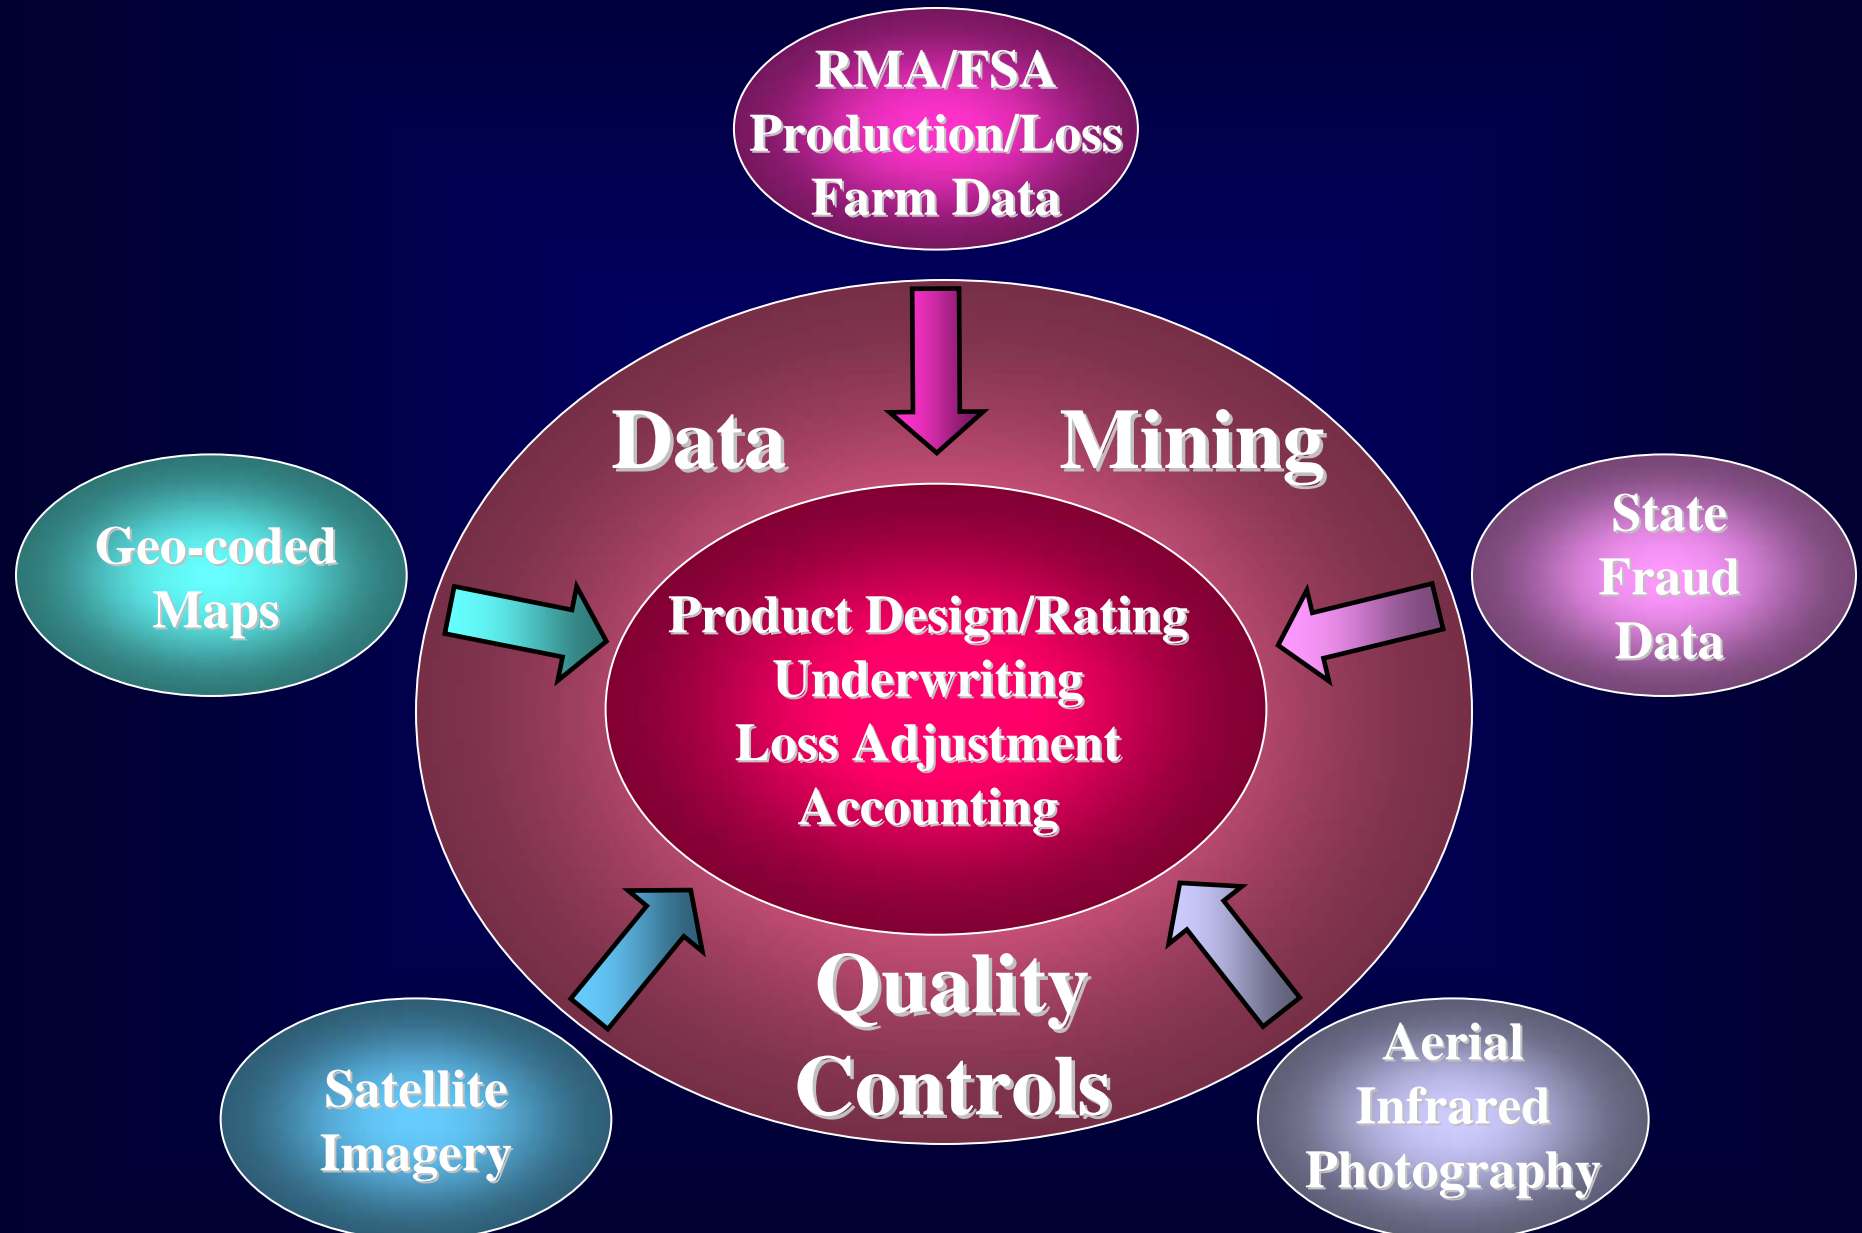 RMA/FSA
Production/Loss
Farm Data
Data Mining
Geo-coded
Maps
State
Fraud
Data
Product Design/Rating
Underwriting
Loss Adjustment
Accounting
Quality
Controls
Satellite
Imagery
Aerial
Infrared
Photography